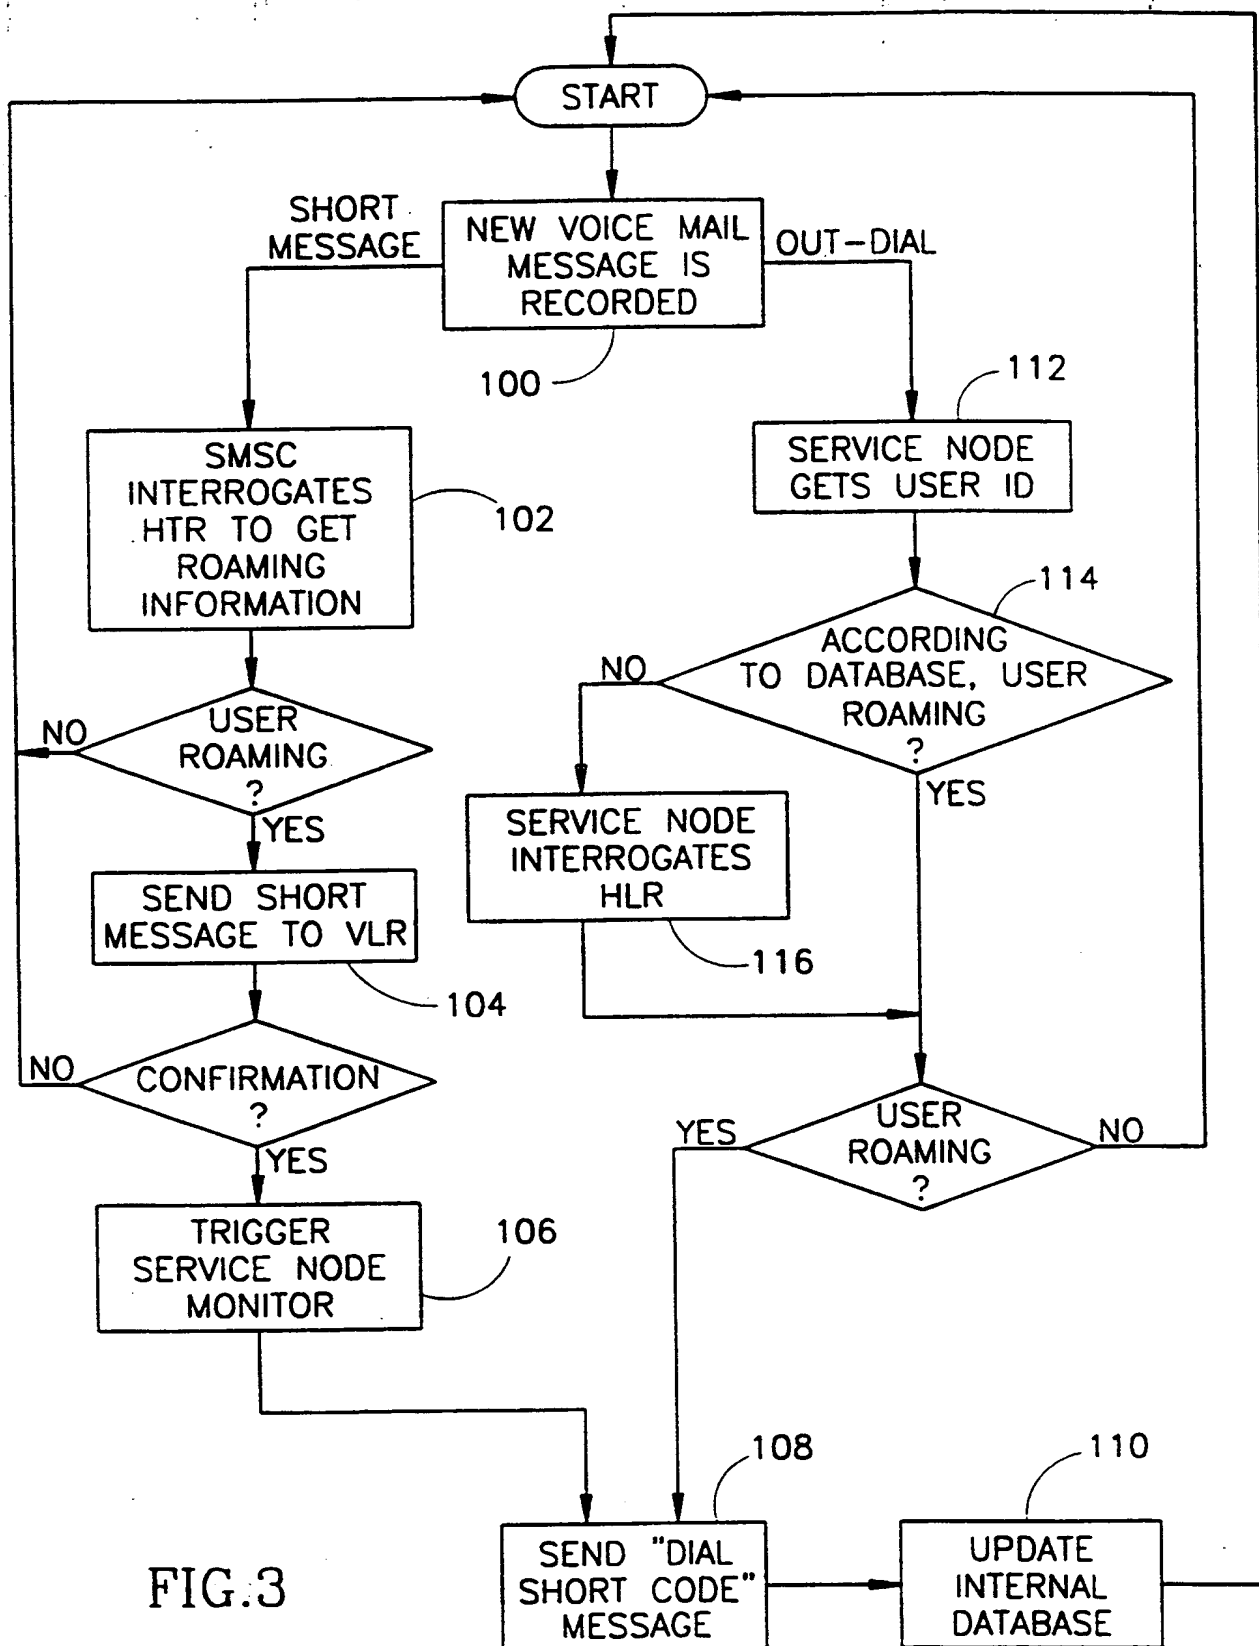 START
SHORT
MESSAGE
NEW VOICE MAIL
MESSAGE IS
RECORDED
OUT-DIAL
100
112
SMSC
INTERROGATES
HTR TO GET
ROAMING
INFORMATION
102
SERVICE NODE
GETS USER ID
114
ACCORDING
TO DATABASE, USER
ROAMING
?
NO
YES
USER
ROAMING
?
NO
YES
SERVICE NODE
INTERROGATES
HLR
116
SEND SHORT
MESSAGE TO VLR
104
CONFIRMATION
?
NO
YES
USER
ROAMING
?
YES
NO
TRIGGER
SERVICE NODE
MONITOR
106
108
110
SEND "DIAL
SHORT CODE"
MESSAGE
UPDATE
INTERNAL
DATABASE
FIG.3